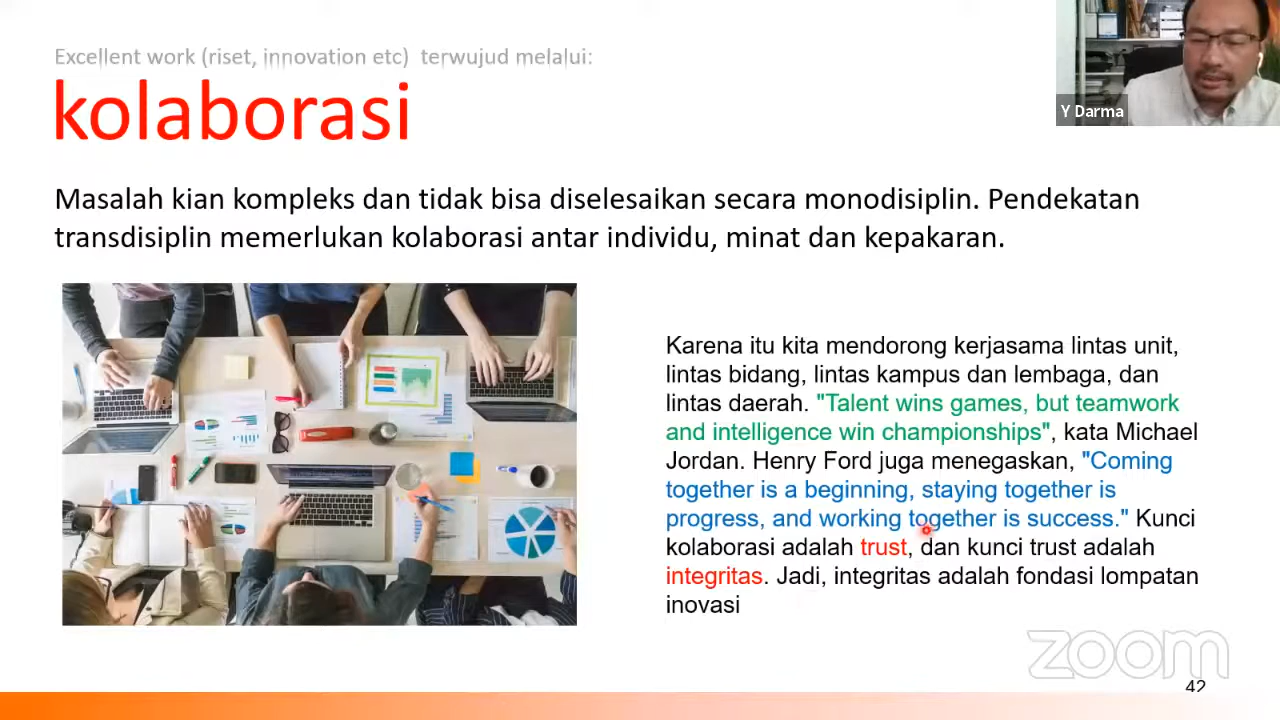 Excellent work (riset, innovation etc) terwujud melalui:
kolaborasi
Y Darma
Masalah kian kompleks dan tidak bisa diselesaikan secara monodisiplin. Pendekatan
transdisiplin memerlukan kolaborasi antar individu, minat dan kepakaran.
Karena itu kita mendorong kerjasama lintas unit,
lintas bidang, lintas kampus dan lembaga, dan
lintas daerah. "Talent wins games, but teamwork
and intelligence win championships", kata Michael
Jordan. Henry Ford juga menegaskan, "Coming
together is a beginning, staying together is
progress, and working together is success." Kunci
kolaborasi adalah trust, dan kunci trust adalah
integritas. Jadi, integritas adalah fondasi lompatan
inovasi
zoom
42